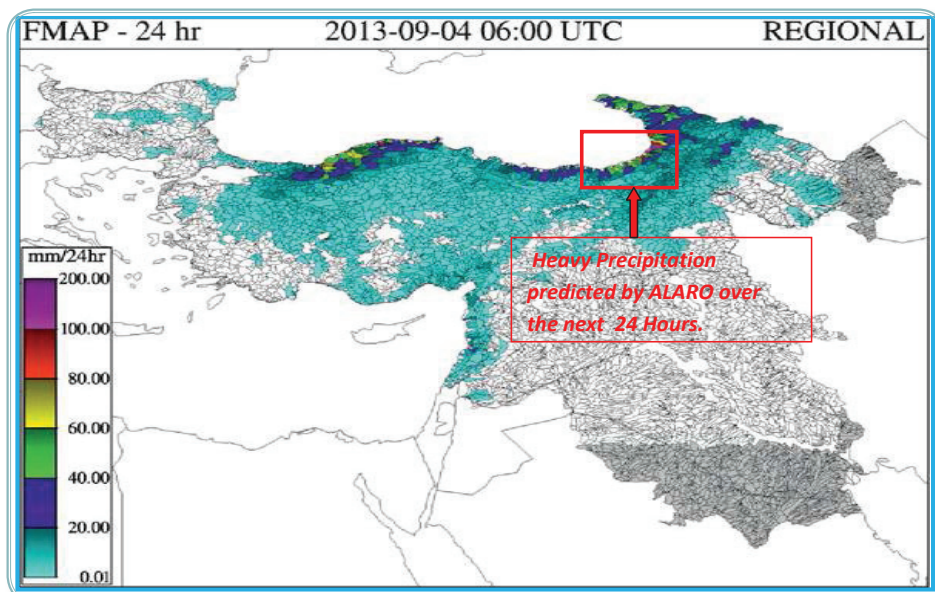 FMAP - 24 hr 2013-09-04 06:00 UTC REGIONAL
Heavy Precipitation
predicted by ALARO over
the next 24 Hours.
mm/24hr
200.00
100.00
80.00
60.00
40.00
20.00
0.01